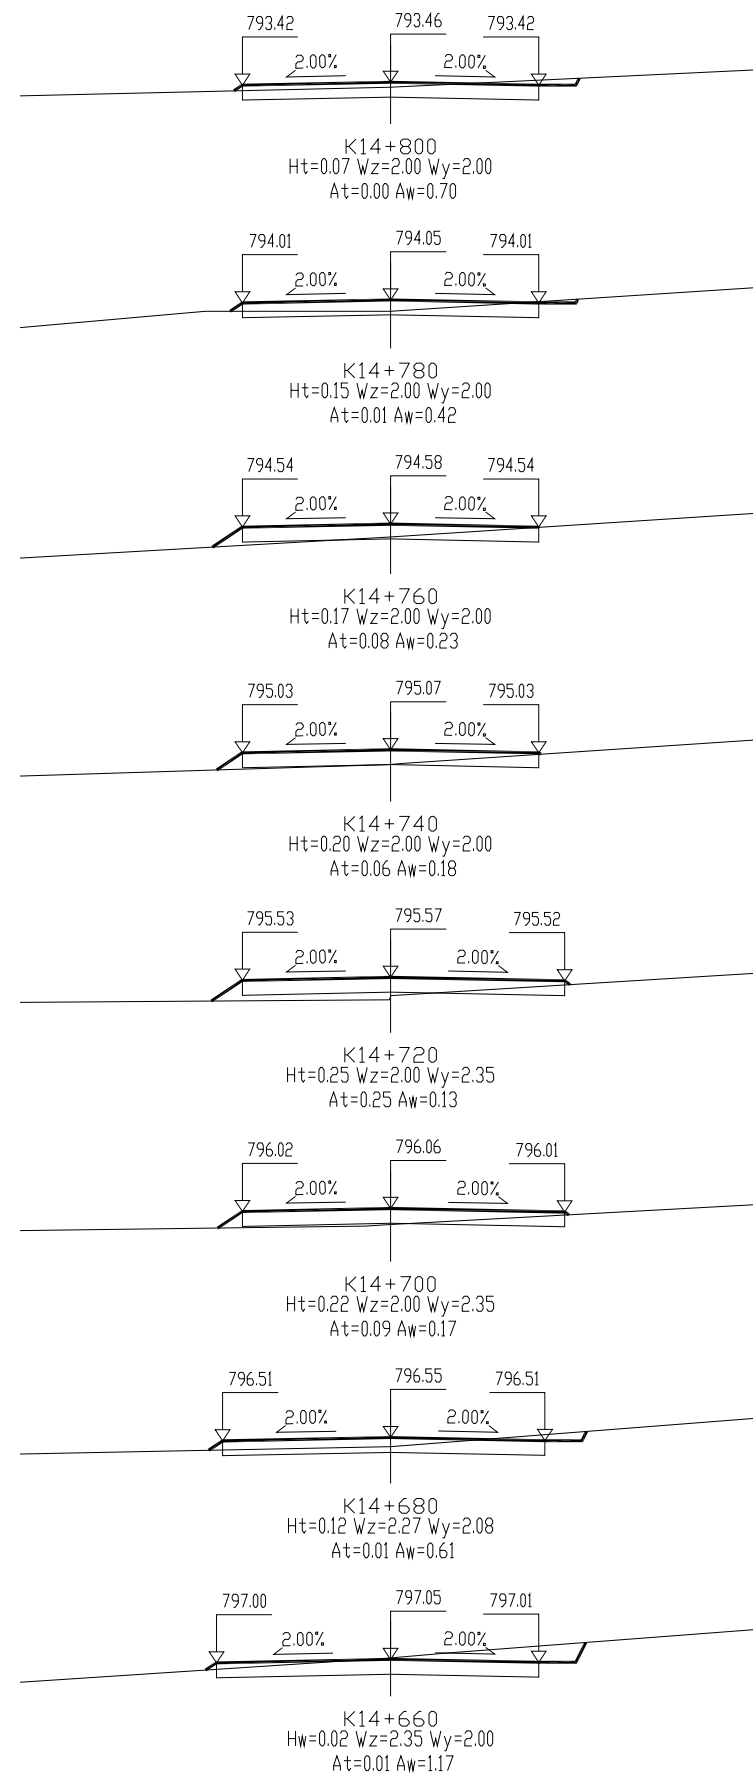 793.42 793.46 793.42
2.00% 2.00%
K14+800
Ht=0.07 Wz=2.00 Wy=2.00
At=0.00 Aw=0.70
794.01 794.05 794.01
2.00% 2.00%
K14+780
Ht=0.15 Wz=2.00 Wy=2.00
At=0.01 Aw=0.42
794.54 794.58 794.54
2.00% 2.00%
K14+760
Ht=0.17 Wz=2.00 Wy=2.00
At=0.08 Aw=0.23
795.03 795.07 795.03
2.00% 2.00%
K14+740
Ht=0.20 Wz=2.00 Wy=2.00
At=0.06 Aw=0.18
795.53 795.57 795.52
2.00% 2.00%
K14+720
Ht=0.25 Wz=2.00 Wy=2.35
At=0.25 Aw=0.13
796.02 796.06 796.01
2.00% 2.00%
K14+700
Ht=0.22 Wz=2.00 Wy=2.35
At=0.09 Aw=0.17
796.51 796.55 796.51
2.00% 2.00%
K14+680
Ht=0.12 Wz=2.27 Wy=2.08
At=0.01 Aw=0.61
797.00 797.05 797.01
2.00% 2.00%
K14+660
Hw=0.02 Wz=2.35 Wy=2.00
At=0.01 Aw=1.17